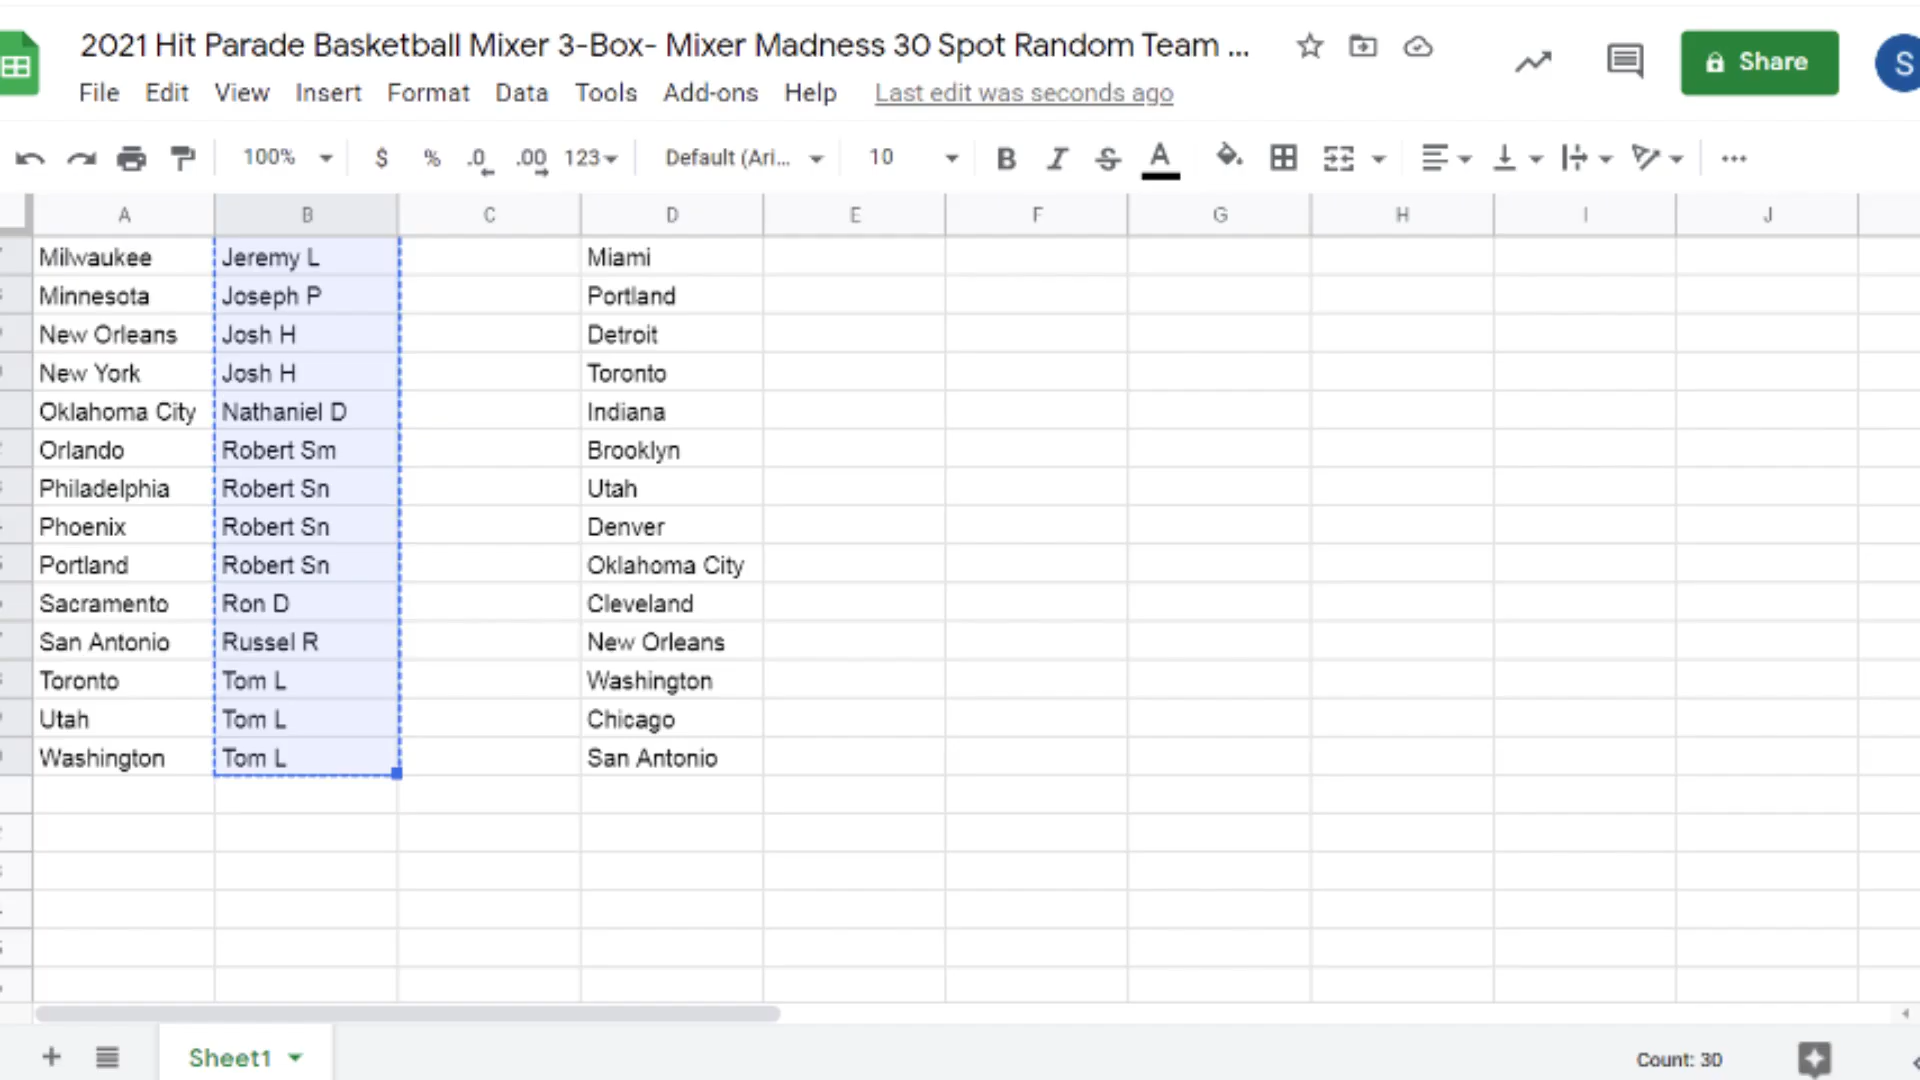 2021 Hit Parade Basketball Mixer 3-Box- Mixer Madness 30 Spot Random Team ...
Share
S
File Edit View Insert Format Data Tools Add-ons Help Last edit was seconds ago
100% $ % .0 .00 123 Default (Ari... 10 B I S A
A B C D E F G H I J
Milwaukee Jeremy L Miami
Minnesota Joseph P Portland
New Orleans Josh H Detroit
New York Josh H Toronto
Oklahoma City Nathaniel D Indiana
Orlando Robert Sm Brooklyn
Philadelphia Robert Sn Utah
Phoenix Robert Sn Denver
Portland Robert Sn Oklahoma City
Sacramento Ron D Cleveland
San Antonio Russel R New Orleans
Toronto Tom L Washington
Utah Tom L Chicago
Washington Tom L San Antonio
Sheet1
Count: 30